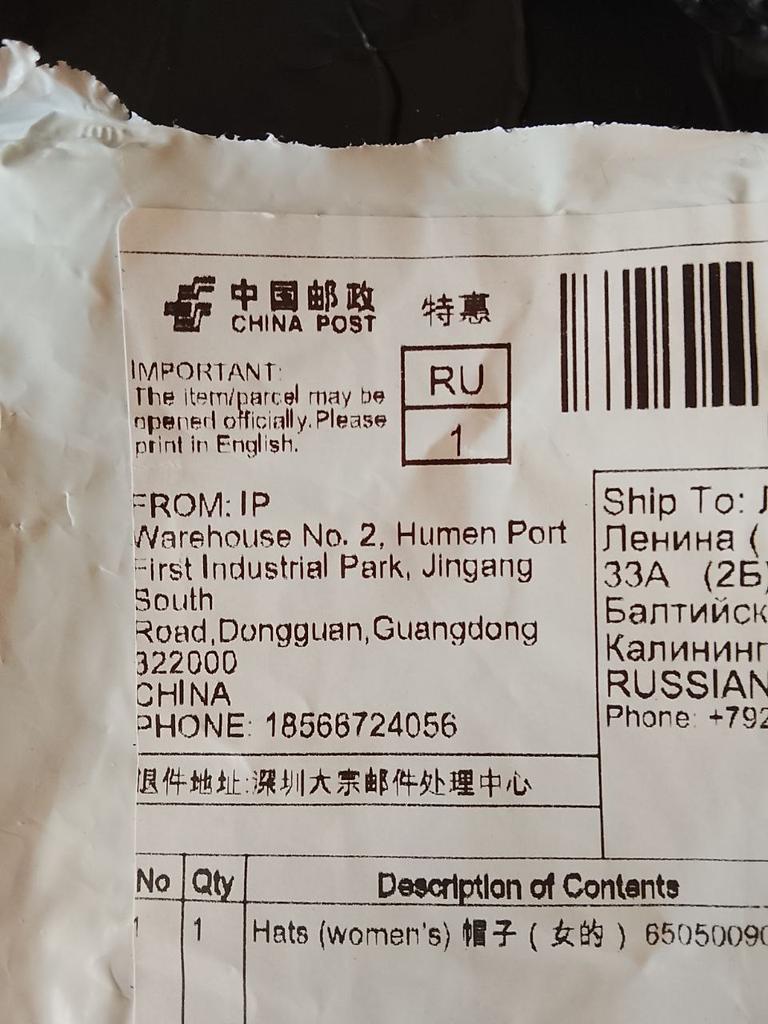 中国邮政
CHINA POST
特惠
IMPORTANT:
The item/parcel may be
opened officially.Please
print in English.
RU
1
FROM: IP
Warehouse No. 2, Humen Port
First Industrial Park, Jingang
South
Road,Dongguan,Guangdong
322000
CHINA
PHONE: 18566724056
退件地址:深圳大宗邮件处理中心
Ship To:
Ленина (
33А (2Б)
Балтийск
Калининг
RUSSIAN
Phone: +792
No Qty Description of Contents
1 1 Hats (women's) 帽子 ( 女的 ) 6505009